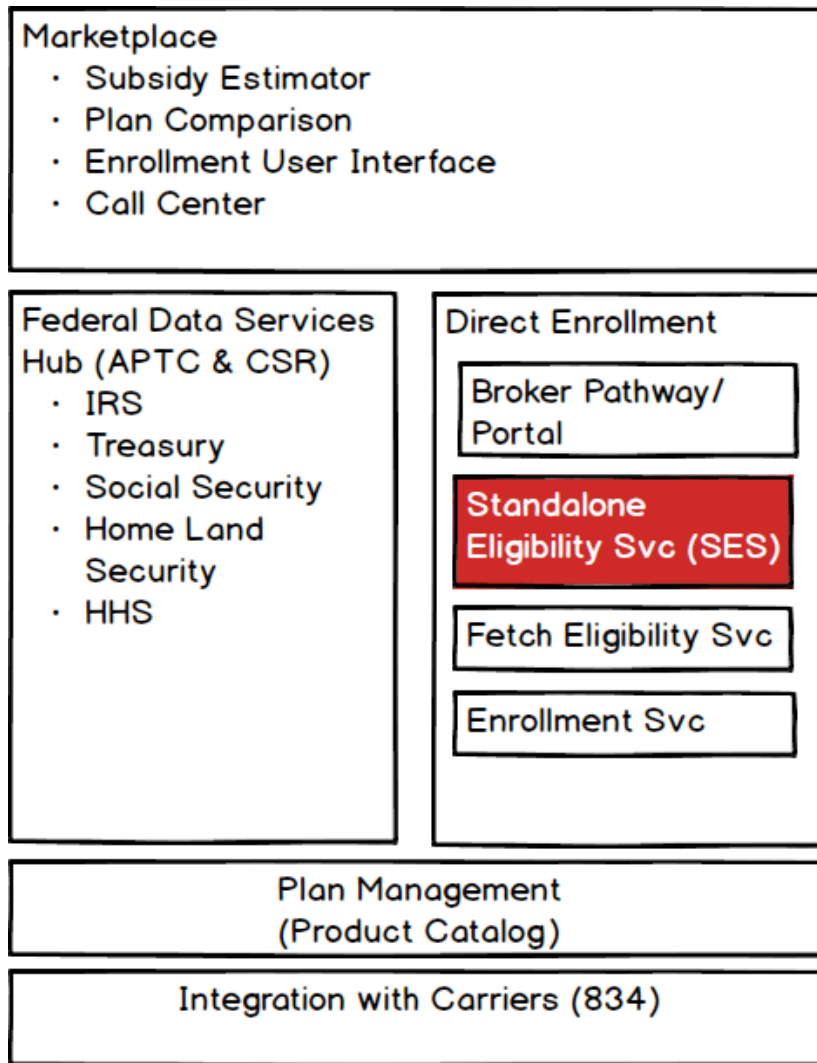 Marketplace
· Subsidy Estimator
· Plan Comparison
· Enrollment User Interface
· Call Center
Federal Data Services
Hub (APTC & CSR)
· IRS
· Treasury
· Social Security
· Home Land
Security
· HHS
Direct Enrollment
Broker Pathway/
Portal
Standalone
Eligibility Svc (SES)
Fetch Eligibility Svc
Enrollment Svc
Plan Management
(Product Catalog)
Integration with Carriers (834)